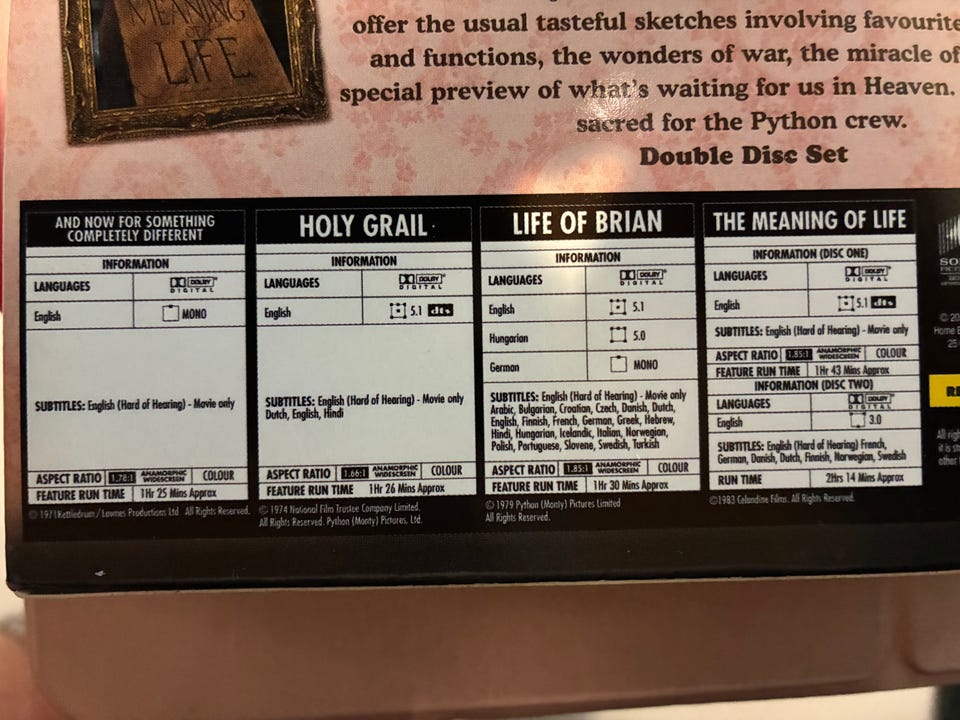 MEANING
OF
LIFE
offer the usual tasteful sketches involving favourite
and functions, the wonders of war, the miracle of
special preview of what's waiting for us in Heaven.
sacred for the Python crew.
Double Disc Set
AND NOW FOR SOMETHING
COMPLETELY DIFFERENT
INFORMATION
LANGUAGES DOLBY DIGITAL
English MONO
SUBTITLES: English (Hard of Hearing) - Movie only
ASPECT RATIO 1.78:1 ANAMORPHIC WIDESCREEN COLOUR
FEATURE RUN TIME 1Hr 25 Mins Approx
© 1971 Kettledrum / Lownes Productions Ltd All Rights Reserved.
HOLY GRAIL
INFORMATION
LANGUAGES DOLBY DIGITAL
English 5.1 dts
SUBTITLES: English (Hard of Hearing) - Movie only
Dutch, English, Hindi
ASPECT RATIO 1.66:1 ANAMORPHIC WIDESCREEN COLOUR
FEATURE RUN TIME 1Hr 26 Mins Approx
© 1974 National Film Trustee Company Limited.
All Rights Reserved. Python (Monty) Pictures, Ltd.
LIFE OF BRIAN
INFORMATION
LANGUAGES DOLBY DIGITAL
English 5.1
Hungarian 5.0
German MONO
SUBTITLES: English (Hard of Hearing) - Movie only
Arabic, Bulgarian, Croatian, Czech, Danish, Dutch,
English, Finnish, French, German, Greek, Hebrew,
Hindi, Hungarian, Icelandic, Italian, Norwegian,
Polish, Portuguese, Slovene, Swedish, Turkish
ASPECT RATIO 1.85:1 ANAMORPHIC WIDESCREEN COLOUR
FEATURE RUN TIME 1Hr 30 Mins Approx
© 1979 Python (Monty) Pictures Limited
All Rights Reserved.
THE MEANING OF LIFE
INFORMATION (DISC ONE)
LANGUAGES DOLBY DIGITAL
English 5.1 dts
SUBTITLES: English (Hard of Hearing) - Movie only
ASPECT RATIO 1.85:1 ANAMORPHIC WIDESCREEN COLOUR
FEATURE RUN TIME 1Hr 43 Mins Approx
INFORMATION (DISC TWO)
LANGUAGES DOLBY DIGITAL
English 3.0
SUBTITLES: English (Hard of Hearing) French,
German, Danish, Dutch, Finnish, Norwegian, Swedish
RUN TIME 2Hrs 14 Mins Approx
©1983 Celandine Films. All Rights Reserved.
SO
© 20
Home E
25
RE
All righ
it is st
other